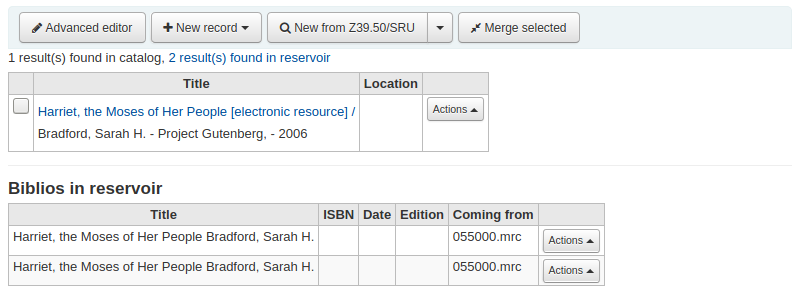 Advanced editor New record New from Z39.50/SRU Merge selected
1 result(s) found in catalog, 2 result(s) found in reservoir
Title Location
Harriet, the Moses of Her People [electronic resource] / Actions
Bradford, Sarah H. - Project Gutenberg, - 2006
Biblios in reservoir
Title ISBN Date Edition Coming from
Harriet, the Moses of Her People Bradford, Sarah H. 055000.mrc Actions
Harriet, the Moses of Her People Bradford, Sarah H. 055000.mrc Actions